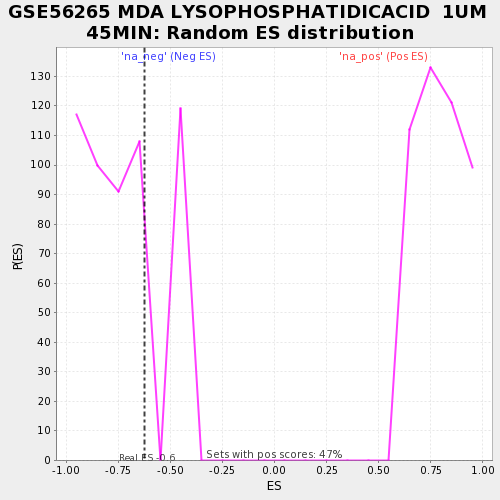 GSE56265 MDA LYSOPHOSPHATIDICACID 1UM
45MIN: Random ES distribution
'na_neg' (Neg ES)
'na_pos' (Pos ES)
130
120
110
100
90
80
70
60
50
40
30
20
10
0
P(ES)
Real ES -0.6
Sets with pos scores: 47%
-1.00 -0.75 -0.50 -0.25 0.00 0.25 0.50 0.75 1.00
ES